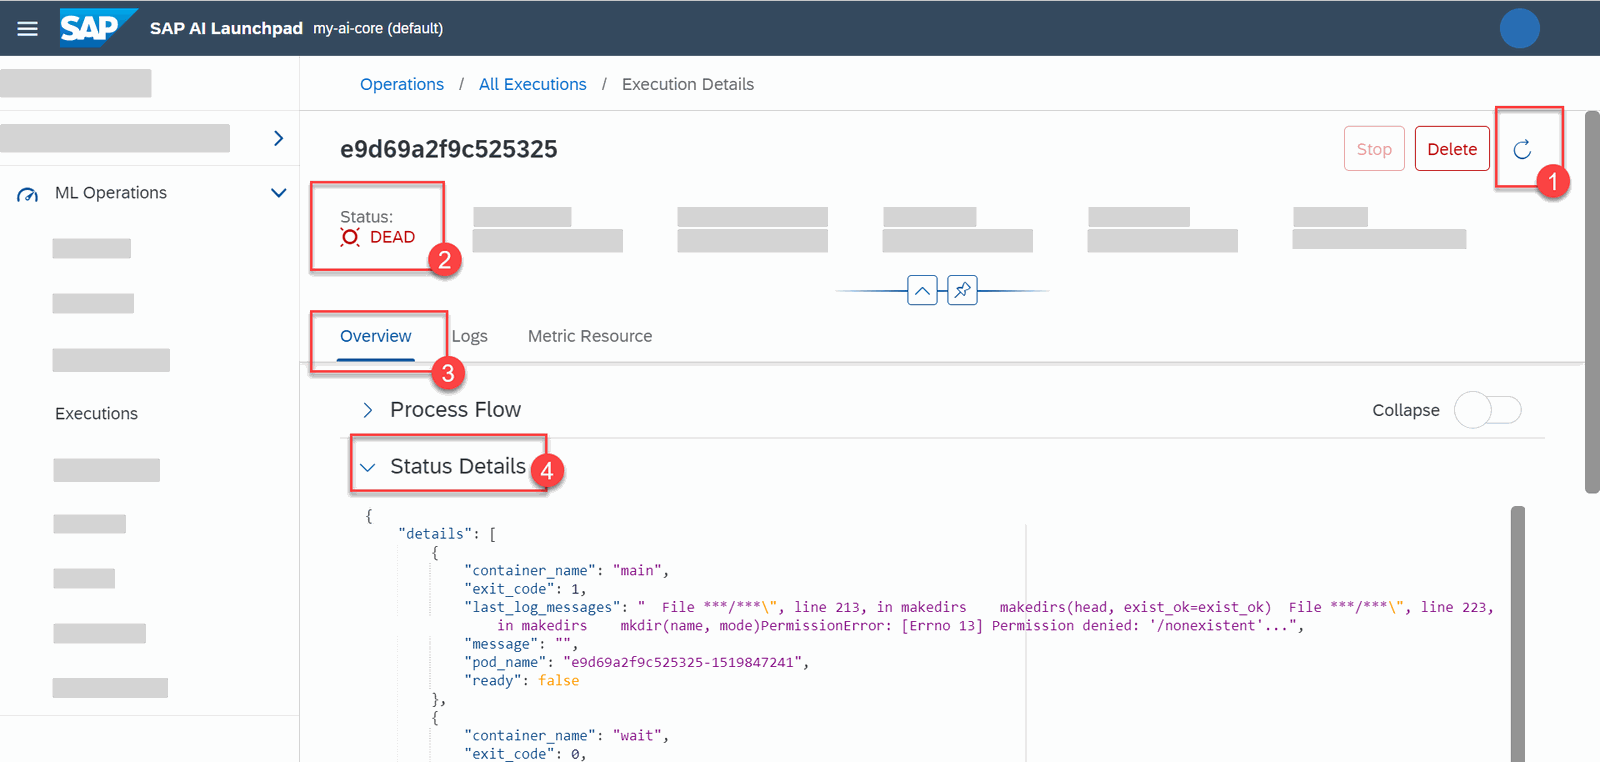 SAP SAP AI Launchpad my-ai-core (default)
Operations / All Executions / Execution Details
e9d69a2f9c525325
Stop Delete
1
ML Operations
Status:
DEAD
2
Overview Logs Metric Resource
3
Process Flow
Collapse
Executions
Status Details
4
{
"details": [
{
"container_name": "main",
"exit_code": 1,
"last_log_messages": "  File ***/***\", line 213, in makedirs    makedirs(head, exist_ok=exist_ok)  File ***/***\", line 223,
in makedirs    mkdir(name, mode)PermissionError: [Errno 13] Permission denied: '/nonexistent'...",
"message": "",
"pod_name": "e9d69a2f9c525325-1519847241",
"ready": false
},
{
"container_name": "wait",
"exit_code": 0,